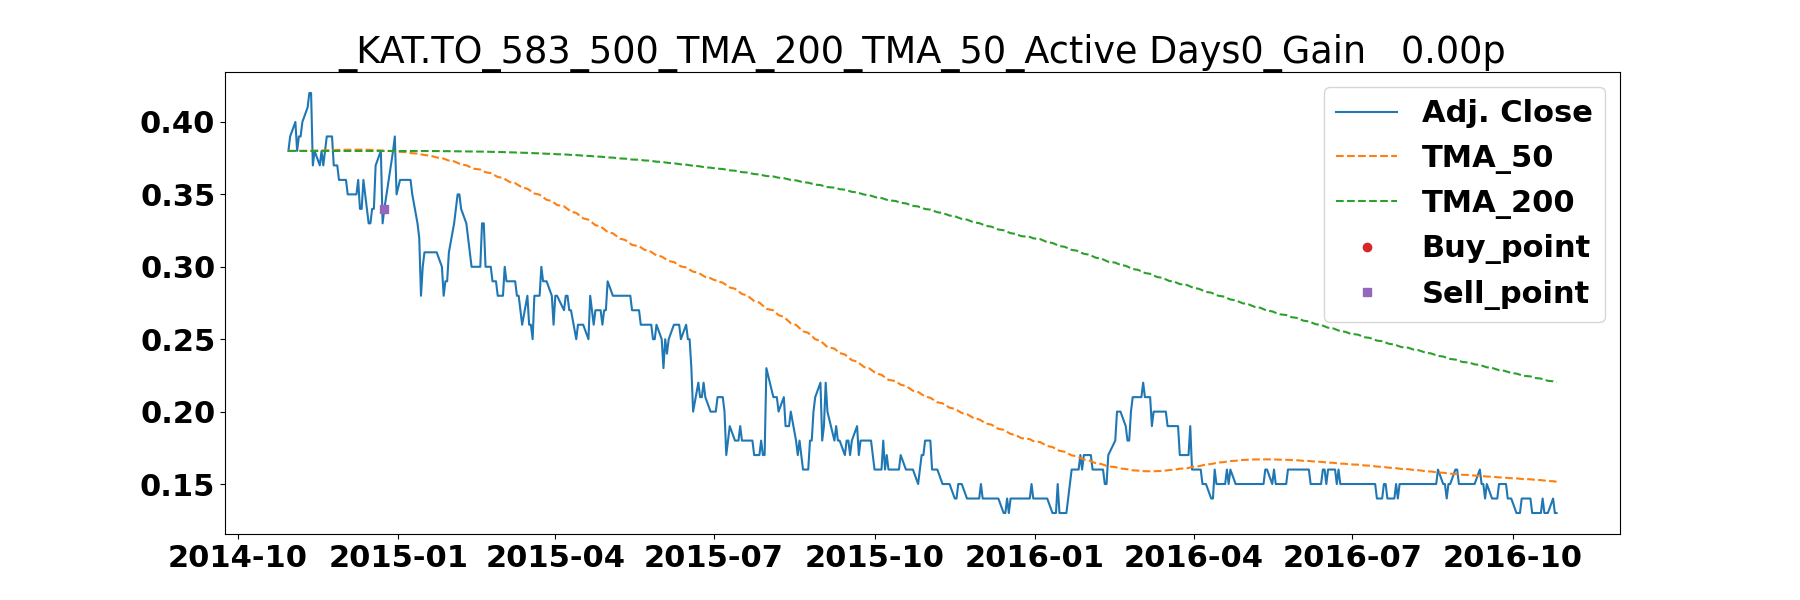 _KAT.TO_583_500_TMA_200_TMA_50_Active Days0_Gain   0.00p
0.40
0.35
0.30
0.25
0.20
0.15
Adj. Close
TMA_50
TMA_200
Buy_point
Sell_point
2014-10 2015-01 2015-04 2015-07 2015-10 2016-01 2016-04 2016-07 2016-10